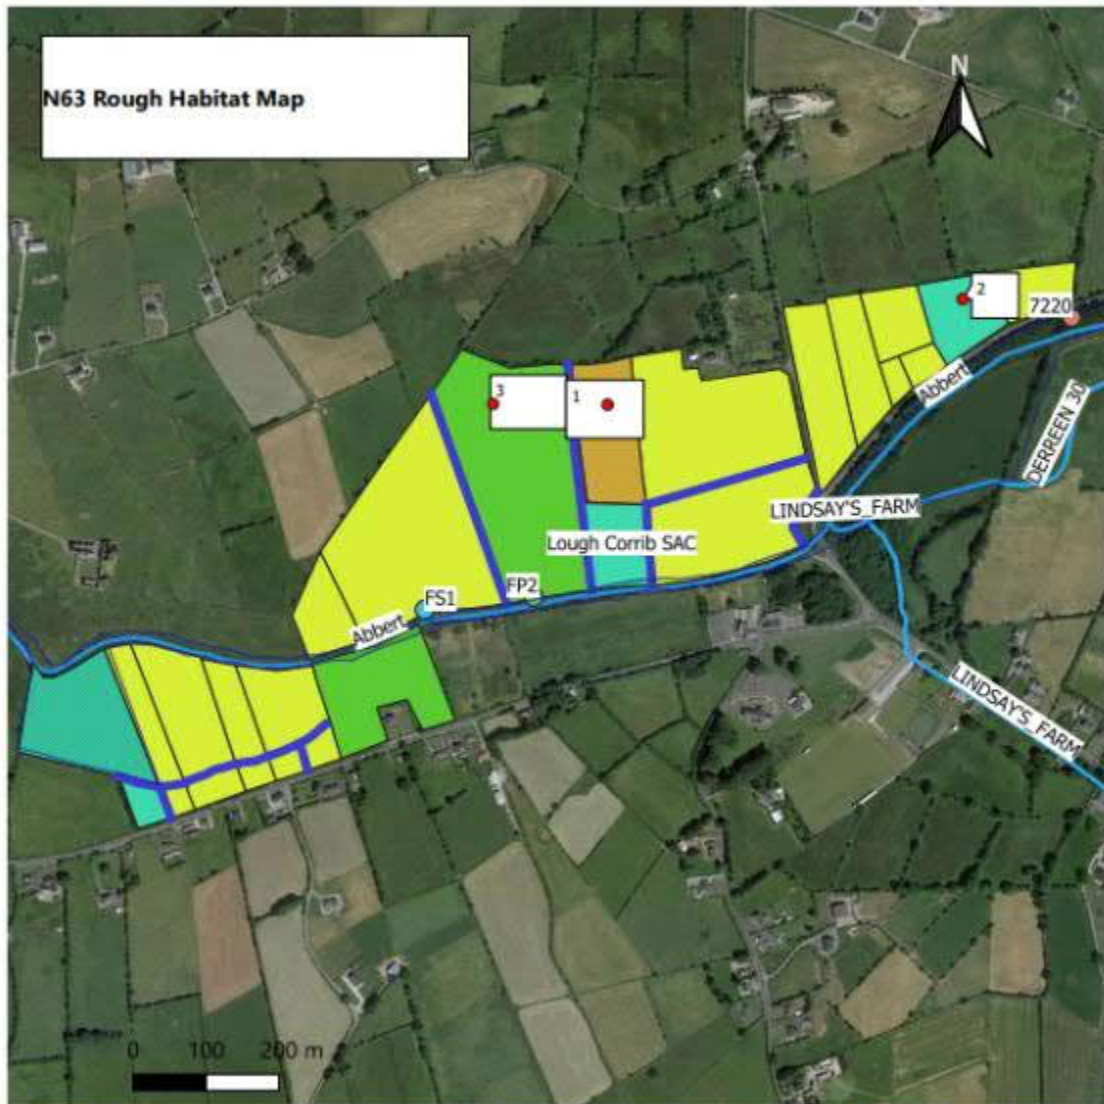 N63 Rough Habitat Map
N
2
7220
Abbert
DERREEN 30
3
1
LINDSAY'S_FARM
Lough Corrib SAC
FP2
FS1
Abbert
LINDSAY'S_FARM
0 100 200 m